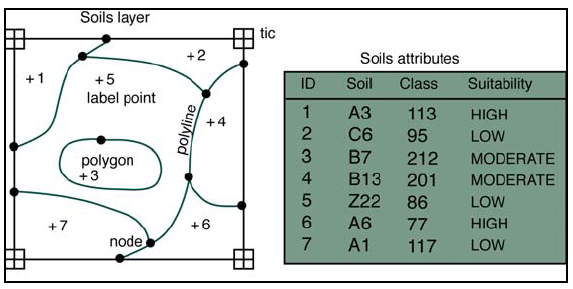 Soils layer
tic
+2
+1
+5
label point
polyline
+4
polygon
+3
+7
+6
node
Soils attributes
ID Soil Class Suitability
1 A3 113 HIGH
2 C6 95 LOW
3 B7 212 MODERATE
4 B13 201 MODERATE
5 Z22 86 LOW
6 A6 77 HIGH
7 A1 117 LOW